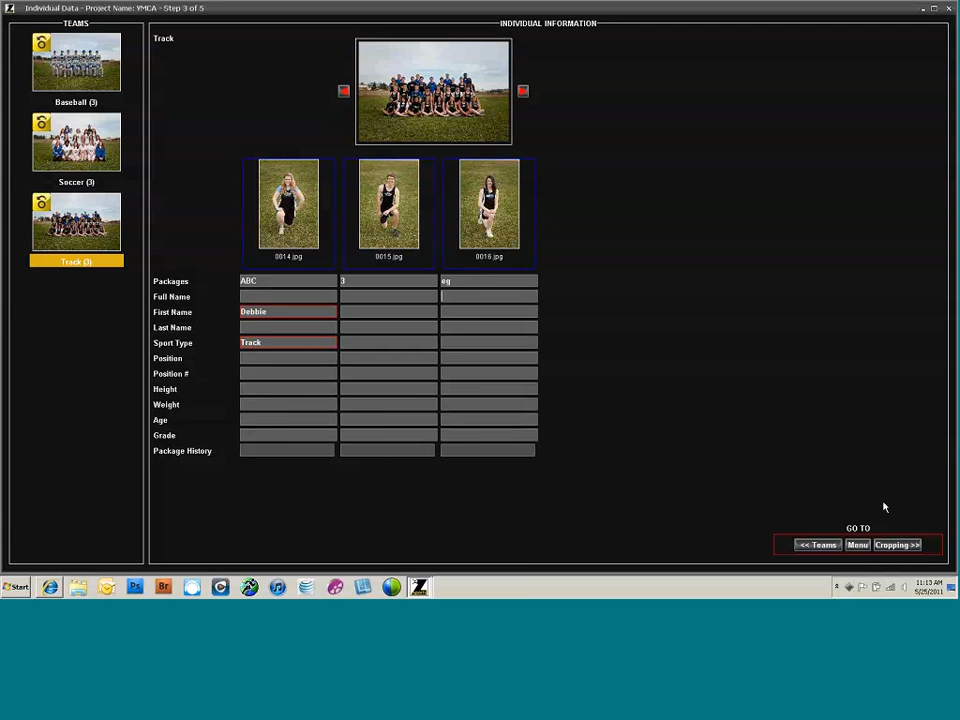 Individual Data - Project Name: YMCA - Step 3 of 5
TEAMS
Baseball (3)
Soccer (3)
Track (3)
INDIVIDUAL INFORMATION
Track
0014.jpg 0015.jpg 0016.jpg
Packages ABC 3 eg
Full Name
First Name Debbie
Last Name
Sport Type Track
Position
Position #
Height
Weight
Age
Grade
Package History
GO TO
<< Teams Menu Cropping >>
Start Ps Br 11:13 AM
5/25/2011